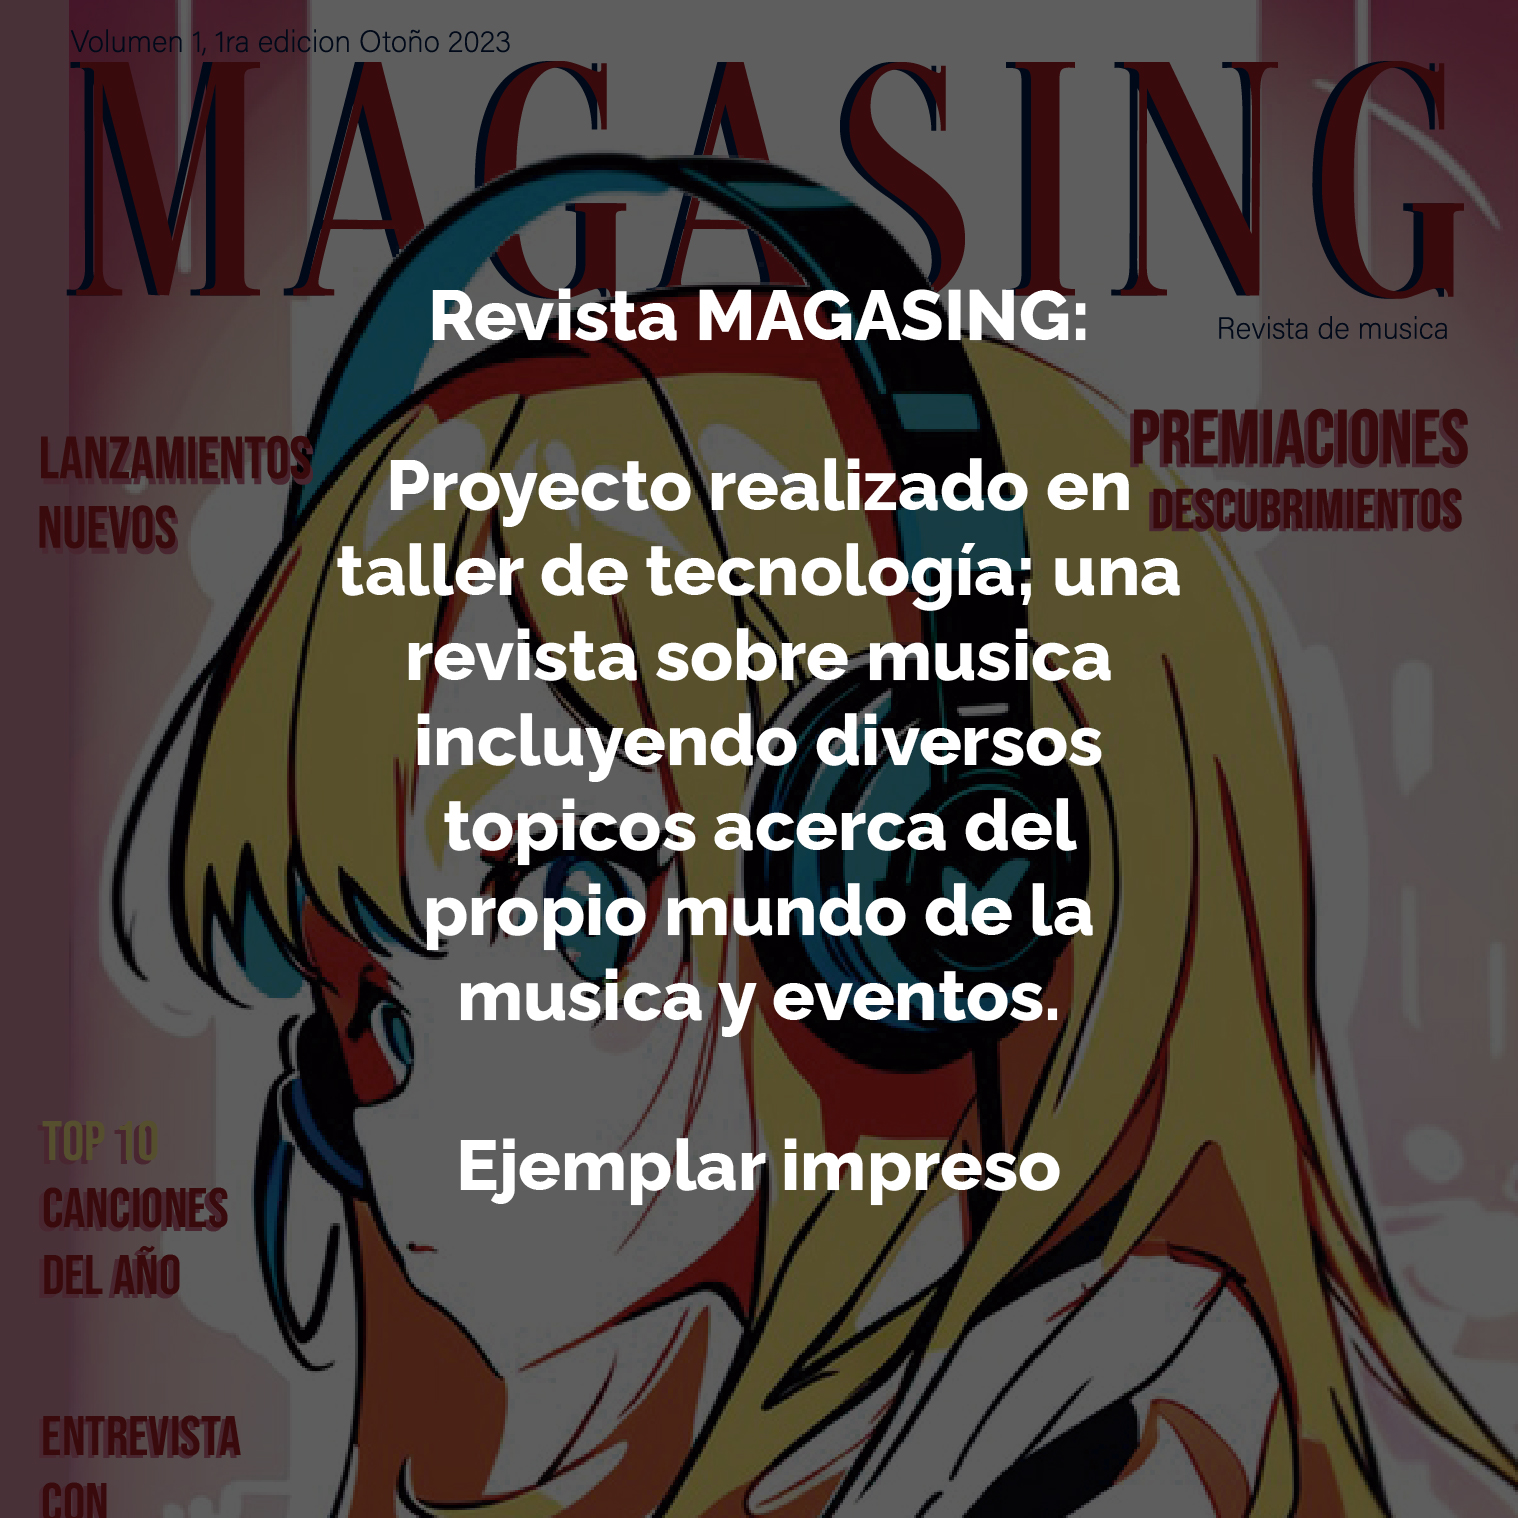 Volumen 1, 1ra edicion Otoño 2023
MAGASING
Revista de musica
Revista MAGASING:
LANZAMIENTOS
NUEVOS
PREMIACIONES
DESCUBRIMIENTOS
Proyecto realizado en
taller de tecnología; una
revista sobre musica
incluyendo diversos
topicos acerca del
propio mundo de la
musica y eventos.
Ejemplar impreso
TOP 10
CANCIONES
DEL AÑO
ENTREVISTA
CON